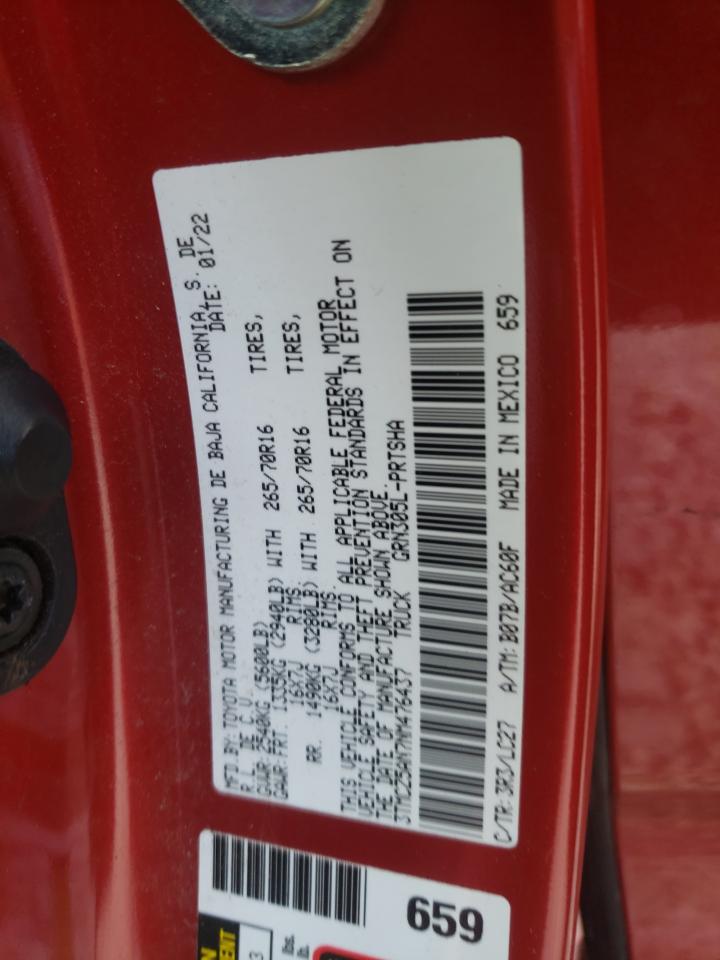 MFD.BY:TOYOTA MOTOR MANUFACTURING DE BAJA CALIFORNIA, S. DE
R.L. DE C.V. DATE: 01/22
GVWR:2540KG (5600LB)
GAWR:FRT. 1335KG (2940LB) WITH 265/70R16 TIRES,
16X7J RIMS
RR. 1490KG (3280LB) WITH 265/70R16 TIRES,
16X7J RIMS.
THIS VEHICLE CONFORMS TO ALL APPLICABLE FEDERAL MOTOR
VEHICLE SAFETY AND THEFT PREVENTION STANDARDS IN EFFECT ON
THE DATE OF MANUFACTURE SHOWN ABOVE.
3TMCZ5AN7NM476437 TRUCK GRN305L-PRTSHA
C/TR:3R3/LC27 A/TM:B07B/AC60F MADE IN MEXICO 659
659
lbs.
lb.